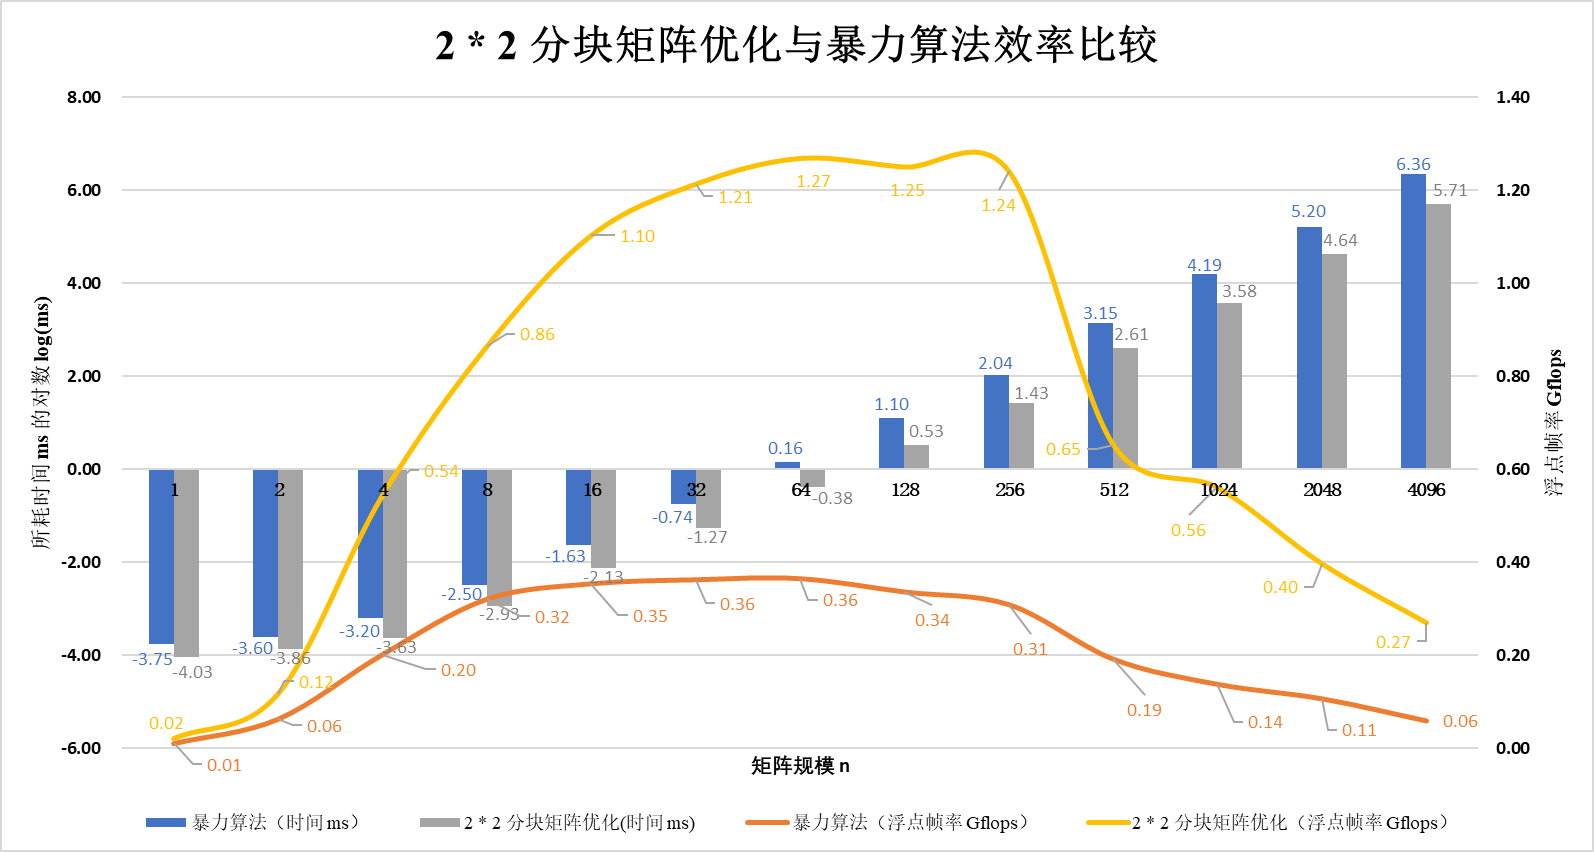 2 * 2 分块矩阵优化与暴力算法效率比较
8.00
6.00
4.00
2.00
0.00
-2.00
-4.00
-6.00
所耗时间 ms 的对数 log(ms)
1.40
1.20
1.00
0.80
0.60
0.40
0.20
0.00
浮点帧率 Gflops
1 2 4 8 16 32 64 128 256 512 1024 2048 4096
矩阵规模 n
-3.75 -3.60 -3.20 -2.50 -1.63 -0.74 0.16 1.10 2.04 3.15 4.19 5.20 6.36
-4.03 -3.86 -3.63 -2.93 -2.13 -1.27 -0.38 0.53 1.43 2.61 3.58 4.64 5.71
0.01 0.06 0.20 0.32 0.35 0.36 0.36 0.34 0.31 0.19 0.14 0.11 0.06
0.02 0.12 0.54 0.86 1.10 1.21 1.27 1.25 1.24 0.65 0.56 0.40 0.27
暴力算法（时间 ms） 2 * 2 分块矩阵优化(时间 ms) 暴力算法（浮点帧率 Gflops） 2 * 2 分块矩阵优化（浮点帧率 Gflops）